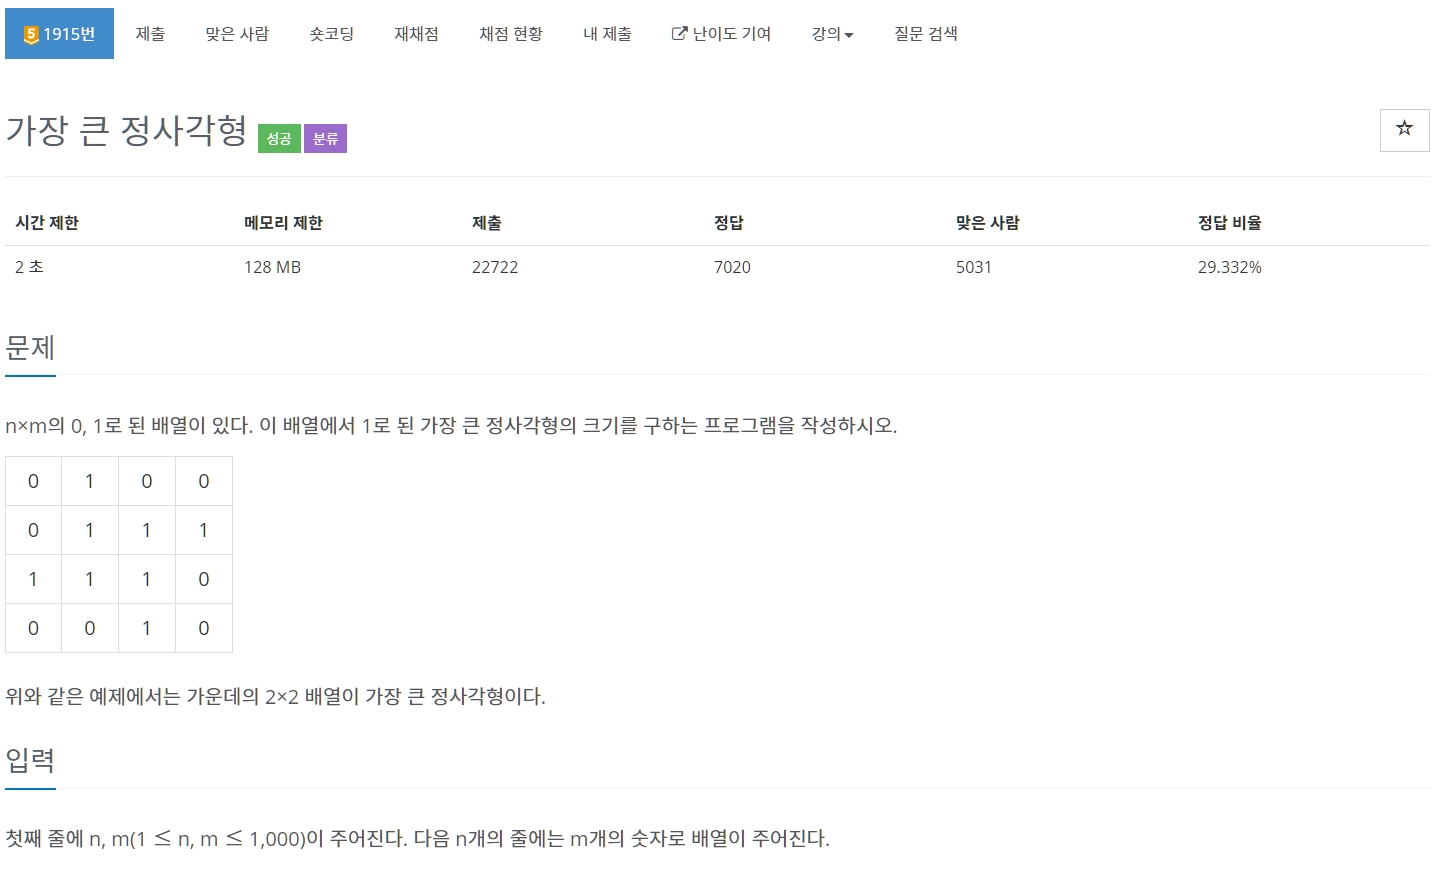 5 1915번 제출 맞은 사람 숏코딩 재채점 채점 현황 내 제출 난이도 기여 강의 질문 검색
가장 큰 정사각형 성공 분류
시간 제한 메모리 제한 제출 정답 맞은 사람 정답 비율
2 초 128 MB 22722 7020 5031 29.332%
문제
n×m의 0, 1로 된 배열이 있다. 이 배열에서 1로 된 가장 큰 정사각형의 크기를 구하는 프로그램을 작성하시오.
0 1 0 0
0 1 1 1
1 1 1 0
0 0 1 0
위와 같은 예제에서는 가운데의 2×2 배열이 가장 큰 정사각형이다.
입력
첫째 줄에 n, m(1 ≤ n, m ≤ 1,000)이 주어진다. 다음 n개의 줄에는 m개의 숫자로 배열이 주어진다.